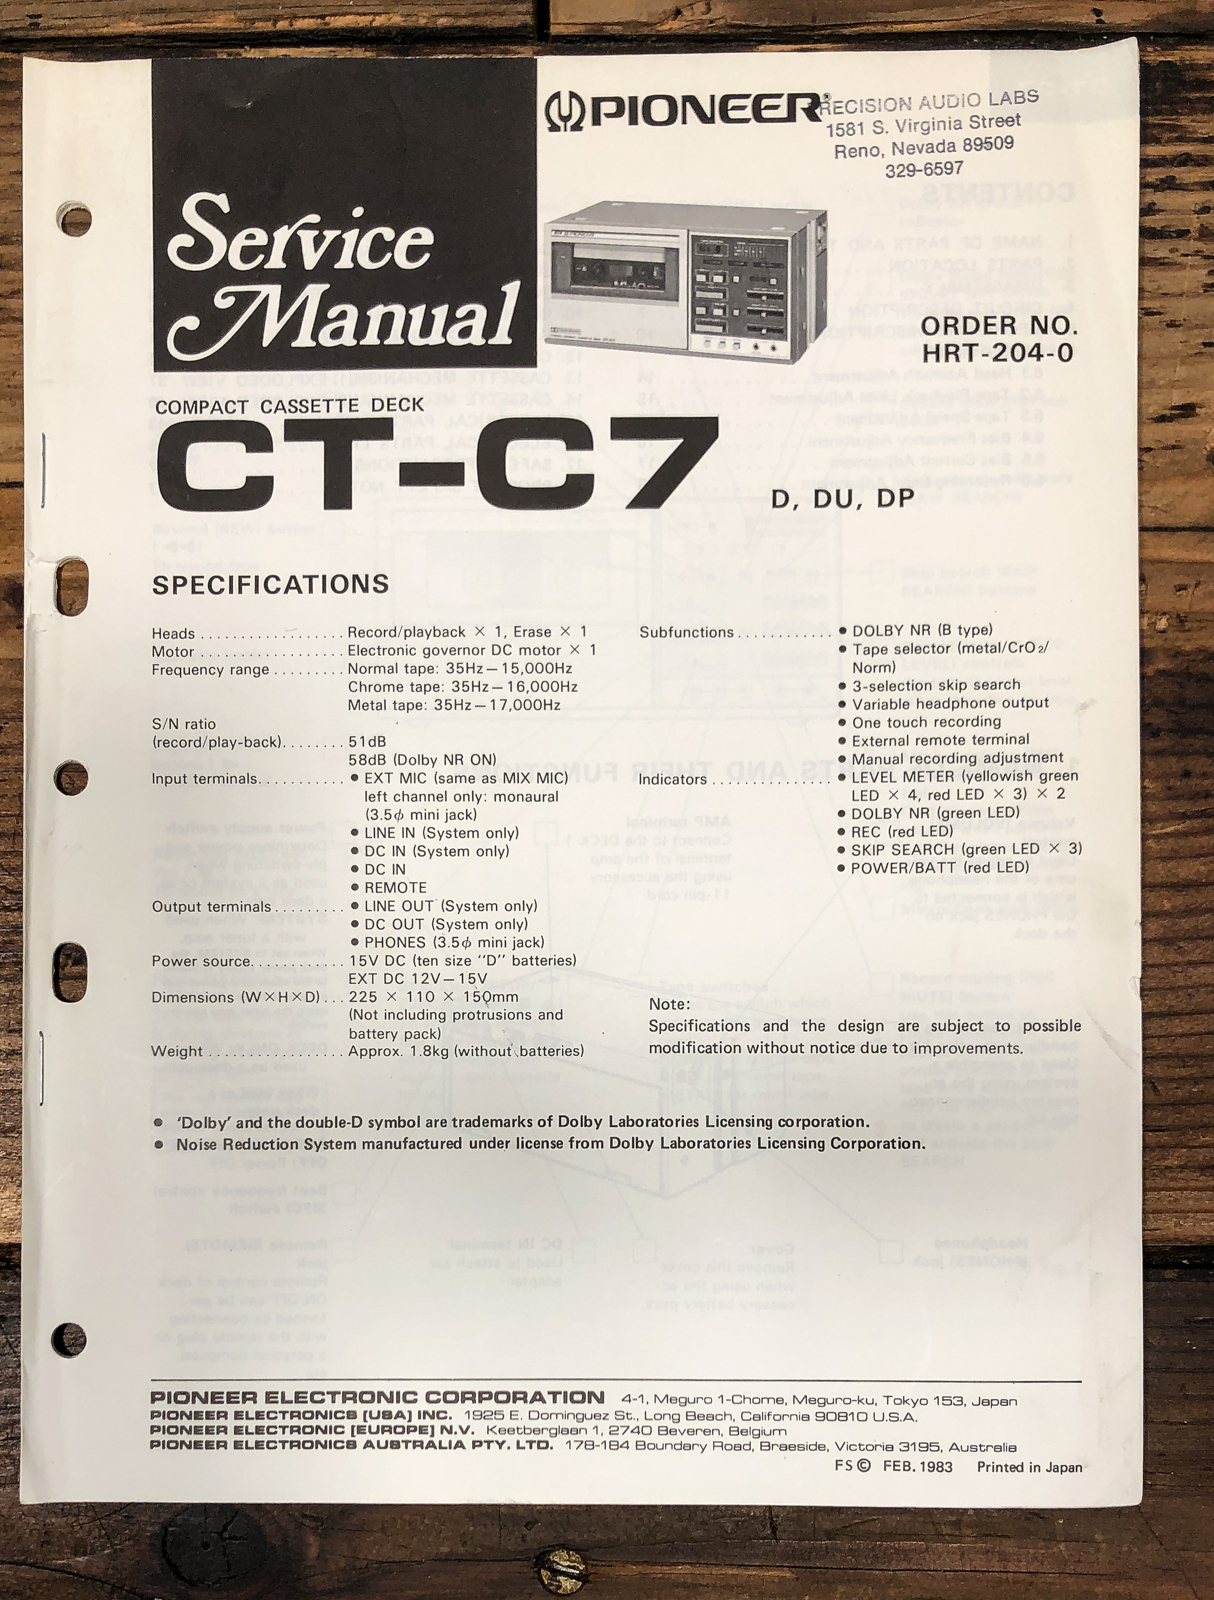 Service
Manual
PIONEER®
RECISION AUDIO LABS
1581 S. Virginia Street
Reno, Nevada 89509
329-6597
ORDER NO.
HRT-204-0
COMPACT CASSETTE DECK
CT-C7 D, DU, DP
SPECIFICATIONS
Heads .................. Record/playback × 1, Erase × 1
Motor .................. Electronic governor DC motor × 1
Frequency range ......... Normal tape: 35Hz—15,000Hz
Chrome tape: 35Hz—16,000Hz
Metal tape: 35Hz—17,000Hz
S/N ratio
(record/play-back)........ 51dB
58dB (Dolby NR ON)
Input terminals........... ● EXT MIC (same as MIX MIC)
left channel only: monaural
(3.5φ mini jack)
● LINE IN (System only)
● DC IN (System only)
● DC IN
● REMOTE
Output terminals......... ● LINE OUT (System only)
● DC OUT (System only)
● PHONES (3.5φ mini jack)
Power source............ 15V DC (ten size "D" batteries)
EXT DC 12V—15V
Dimensions (W×H×D)... 225 × 110 × 150mm
(Not including protrusions and
battery pack)
Weight ................. Approx. 1.8kg (without batteries)
Subfunctions ............ ● DOLBY NR (B type)
● Tape selector (metal/CrO2/
Norm)
● 3-selection skip search
● Variable headphone output
● One touch recording
● External remote terminal
● Manual recording adjustment
Indicators ............... ● LEVEL METER (yellowish green
LED × 4, red LED × 3) × 2
● DOLBY NR (green LED)
● REC (red LED)
● SKIP SEARCH (green LED × 3)
● POWER/BATT (red LED)
Note:
Specifications and the design are subject to possible
modification without notice due to improvements.
● 'Dolby' and the double-D symbol are trademarks of Dolby Laboratories Licensing corporation.
● Noise Reduction System manufactured under license from Dolby Laboratories Licensing Corporation.
PIONEER ELECTRONIC CORPORATION 4-1, Meguro 1-Chome, Meguro-ku, Tokyo 153, Japan
PIONEER ELECTRONICS [USA] INC. 1925 E. Dominguez St., Long Beach, California 90810 U.S.A.
PIONEER ELECTRONIC [EUROPE] N.V. Keetberglaan 1, 2740 Beveren, Belgium
PIONEER ELECTRONICS AUSTRALIA PTY. LTD. 178-184 Boundary Road, Braeside, Victoria 3195, Australia
FS © FEB. 1983 Printed in Japan